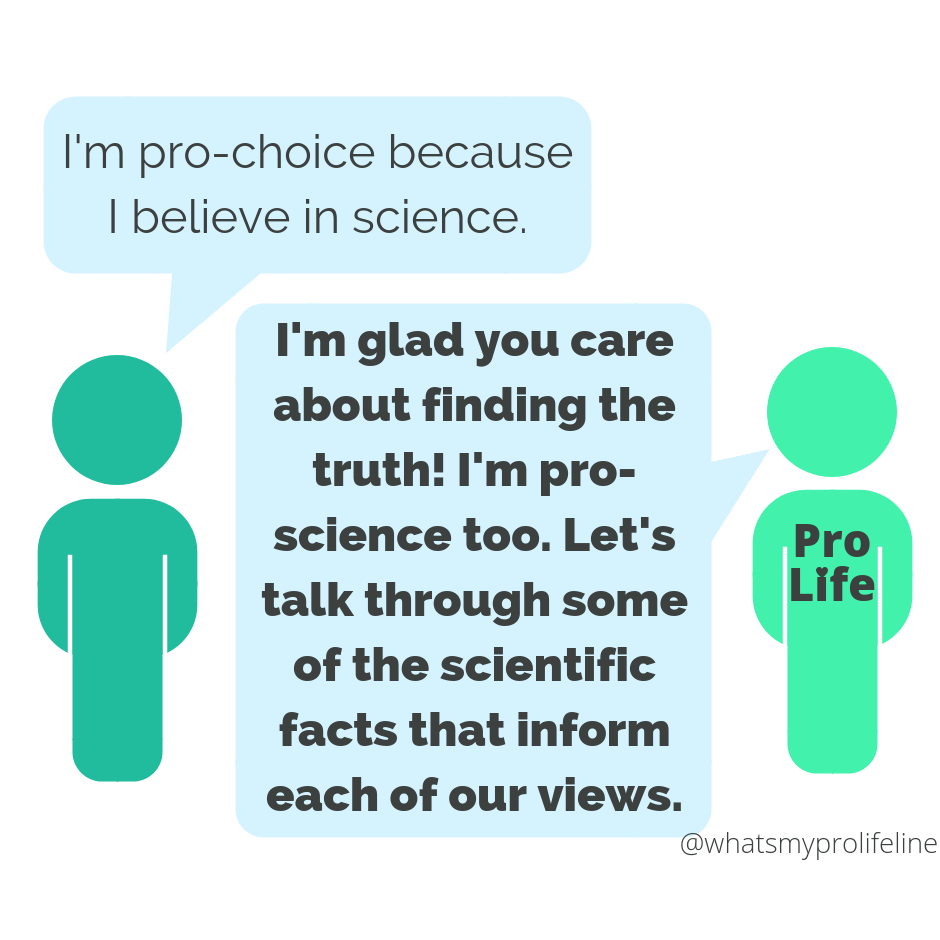 I'm pro-choice because
I believe in science.
I'm glad you care
about finding the
truth! I'm pro-
science too. Let's
talk through some
of the scientific
facts that inform
each of our views.
Pro
Life
@whatsmyprolifeline